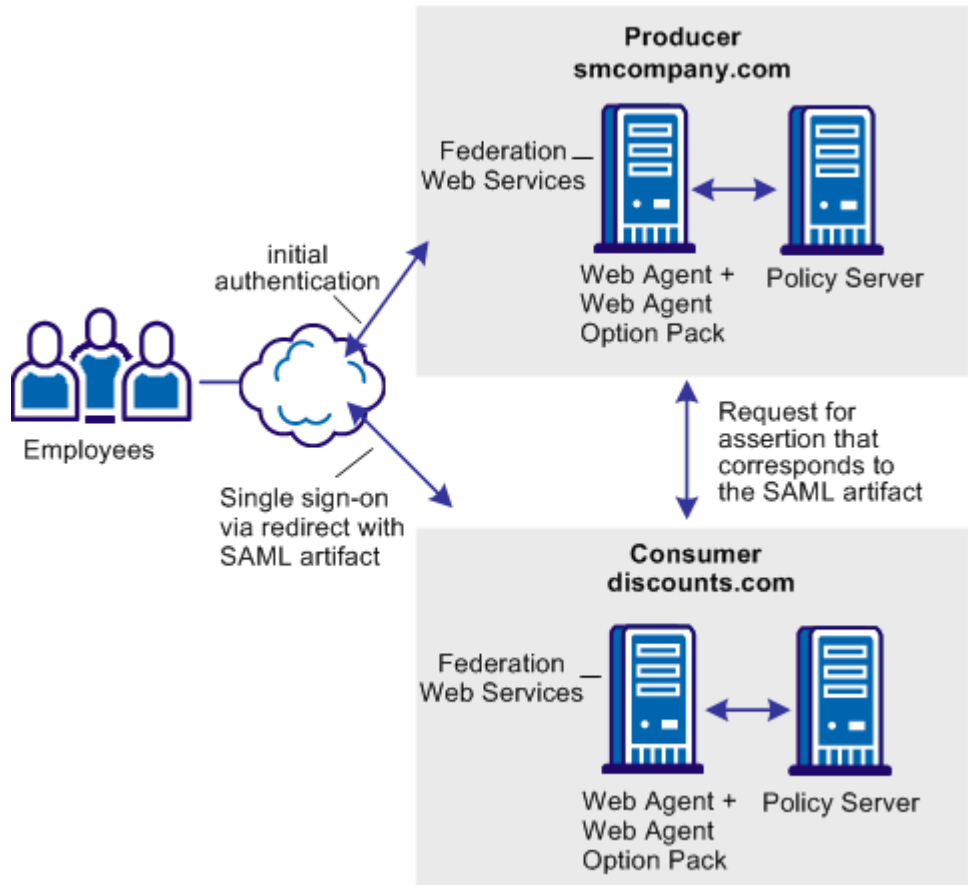 Producer
smcompany.com
Federation
Web Services
Web Agent +
Web Agent
Option Pack
Policy Server
initial
authentication
Employees
Single sign-on
via redirect with
SAML artifact
Request for
assertion that
corresponds to
the SAML artifact
Consumer
discounts.com
Federation
Web Services
Web Agent +
Web Agent
Option Pack
Policy Server